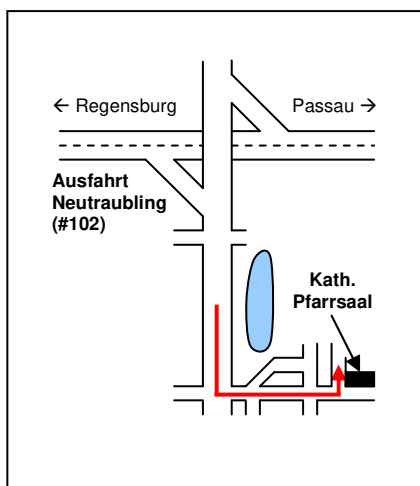 ← Regensburg
Passau →
Ausfahrt
Neutraubling
(#102)
Kath.
Pfarrsaal